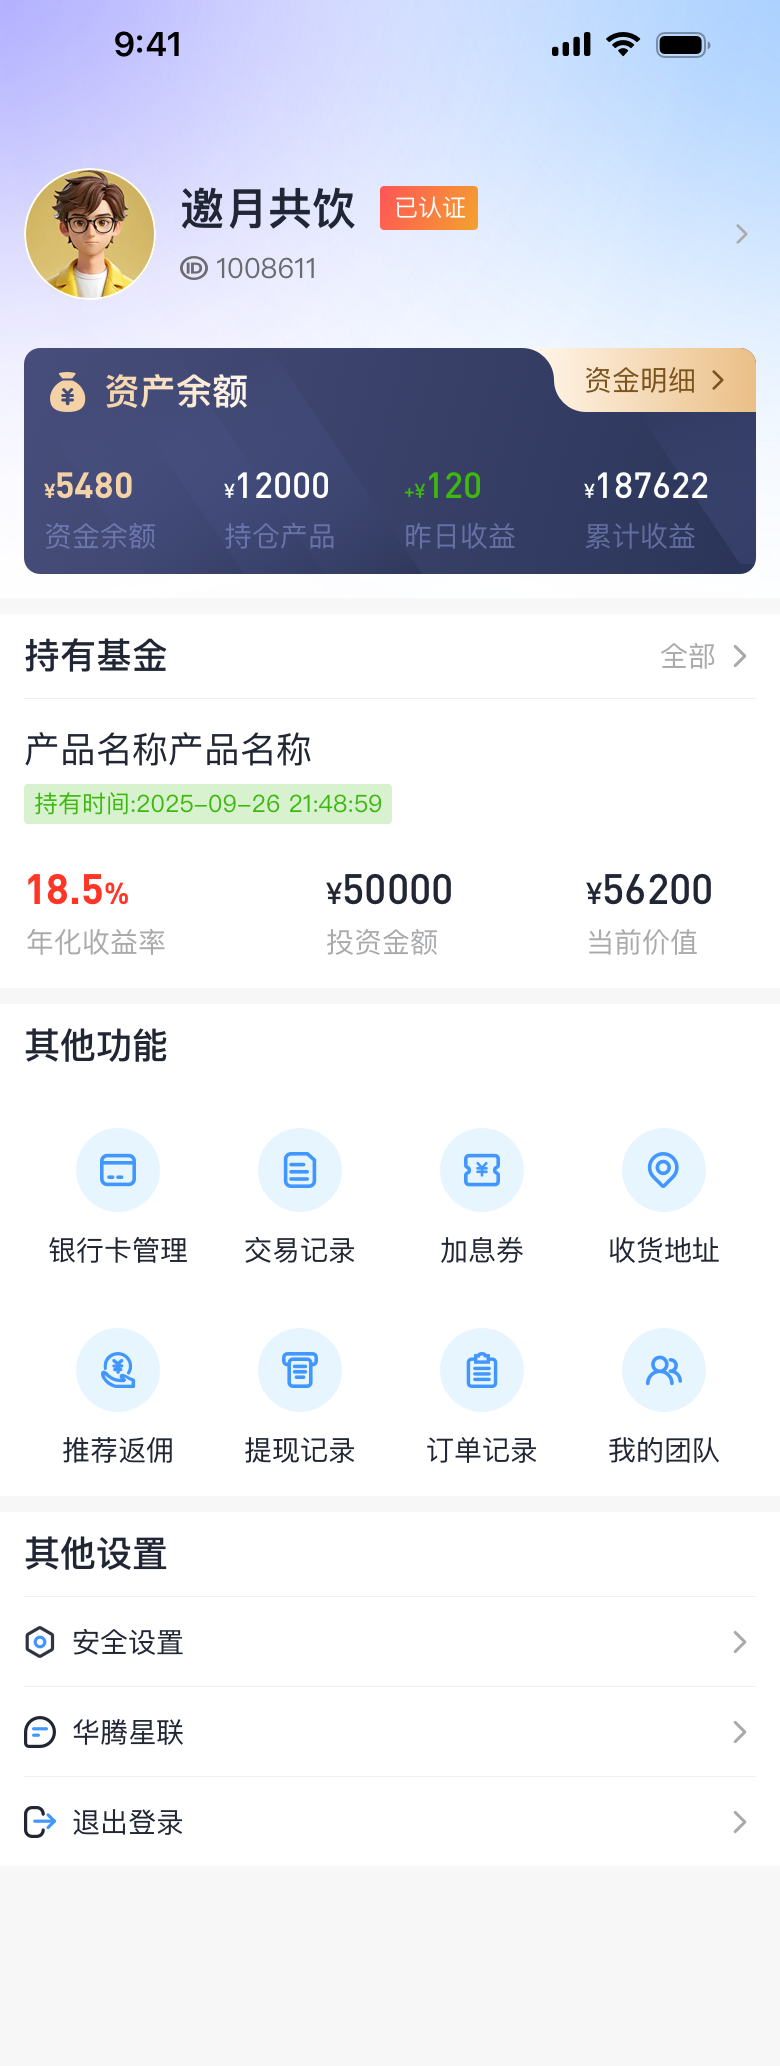 9:41
邀月共饮 已认证
ID 1008611
资产余额 资金明细
¥5480 ¥12000 +¥120 ¥187622
资金余额 持仓产品 昨日收益 累计收益
持有基金 全部
产品名称产品名称
持有时间:2025-09-26 21:48:59
18.5% ¥50000 ¥56200
年化收益率 投资金额 当前价值
其他功能
银行卡管理 交易记录 加息券 收货地址
推荐返佣 提现记录 订单记录 我的团队
其他设置
安全设置
华腾星联
退出登录